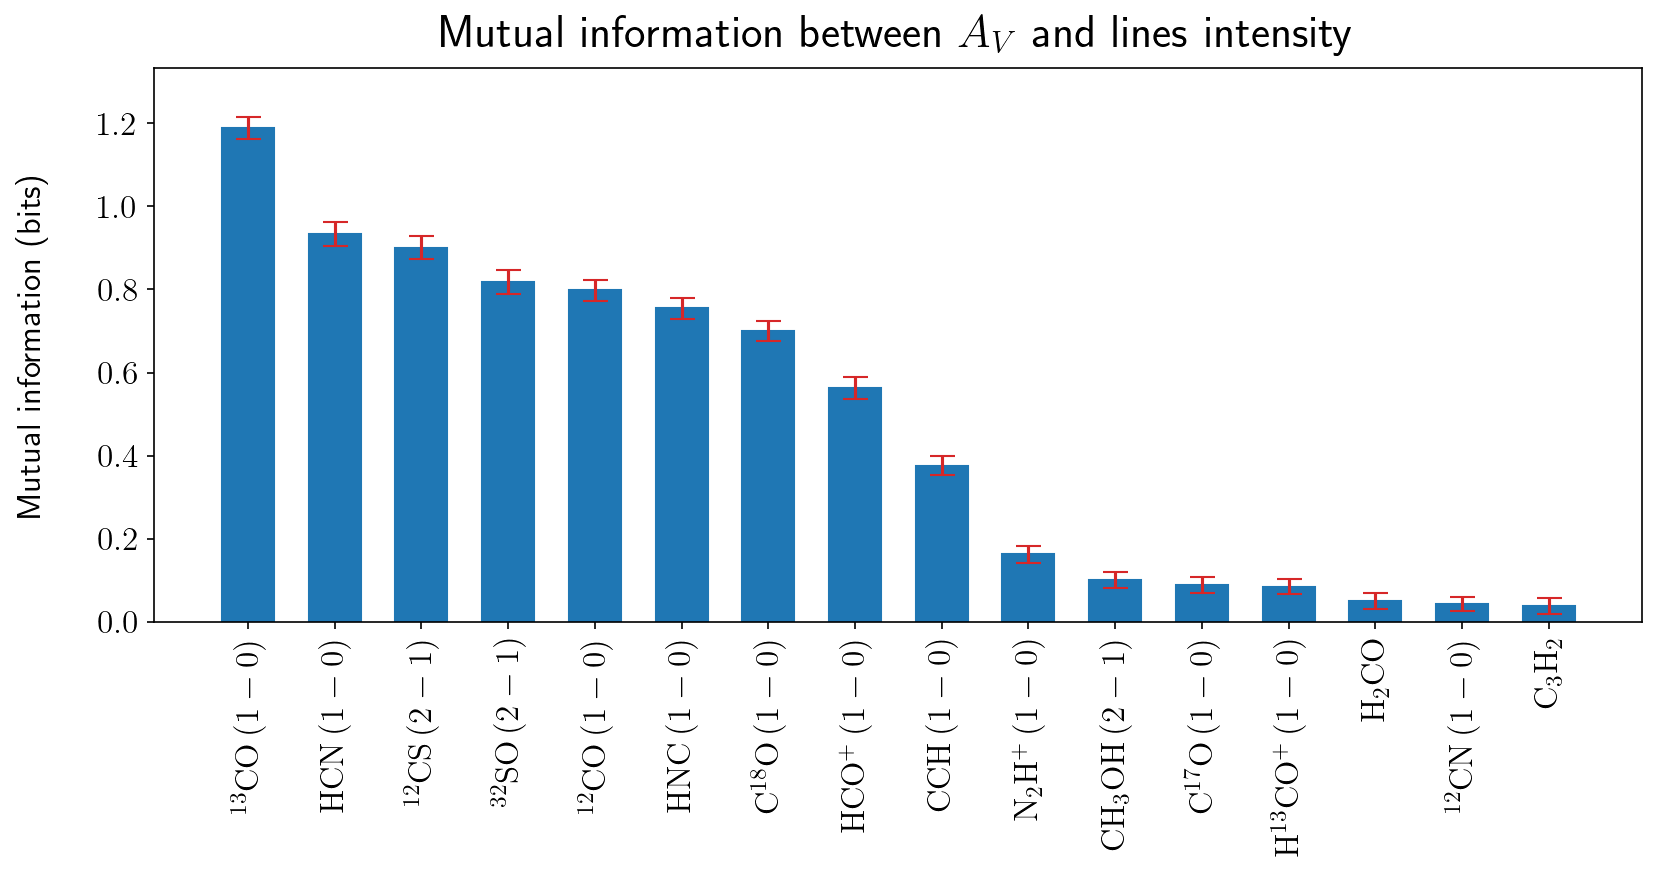 Mutual information between A_V and lines intensity
Mutual information (bits)
1.2
1.0
0.8
0.6
0.4
0.2
0.0
¹³CO (1 − 0)
HCN (1 − 0)
¹²CS (2 − 1)
³²SO (2 − 1)
¹²CO (1 − 0)
HNC (1 − 0)
C¹⁸O (1 − 0)
HCO⁺ (1 − 0)
CCH (1 − 0)
N₂H⁺ (1 − 0)
CH₃OH (2 − 1)
C¹⁷O (1 − 0)
H¹³CO⁺ (1 − 0)
H₂CO
¹²CN (1 − 0)
C₃H₂